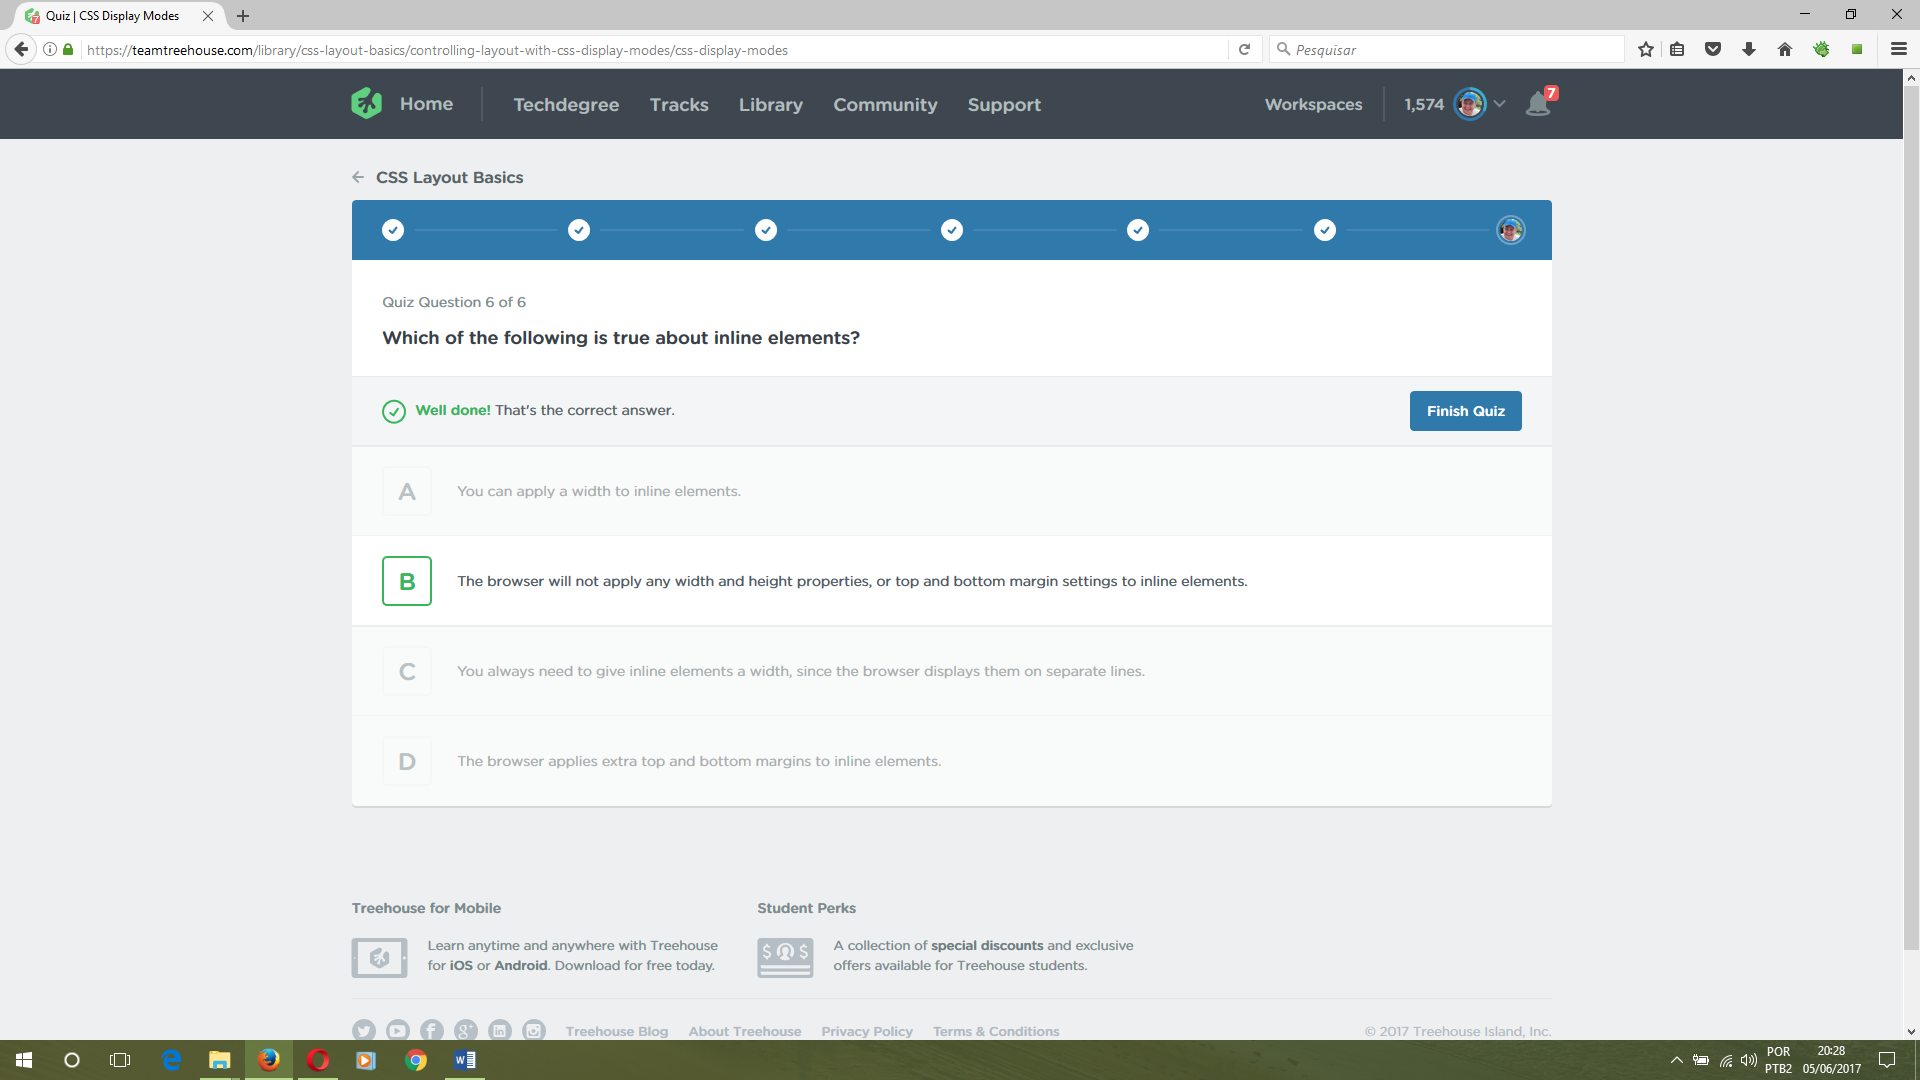 Quiz | CSS Display Modes
https://teamtreehouse.com/library/css-layout-basics/controlling-layout-with-css-display-modes/css-display-modes
Pesquisar
Home
Techdegree
Tracks
Library
Community
Support
Workspaces
1,574
7
CSS Layout Basics
Quiz Question 6 of 6
Which of the following is true about inline elements?
Well done! That's the correct answer.
Finish Quiz
A
You can apply a width to inline elements.
B
The browser will not apply any width and height properties, or top and bottom margin settings to inline elements.
C
You always need to give inline elements a width, since the browser displays them on separate lines.
D
The browser applies extra top and bottom margins to inline elements.
Treehouse for Mobile
Learn anytime and anywhere with Treehouse
for iOS or Android. Download for free today.
Student Perks
A collection of special discounts and exclusive
offers available for Treehouse students.
Treehouse Blog
About Treehouse
Privacy Policy
Terms & Conditions
© 2017 Treehouse Island, Inc.
POR
PTB2
20:28
05/06/2017